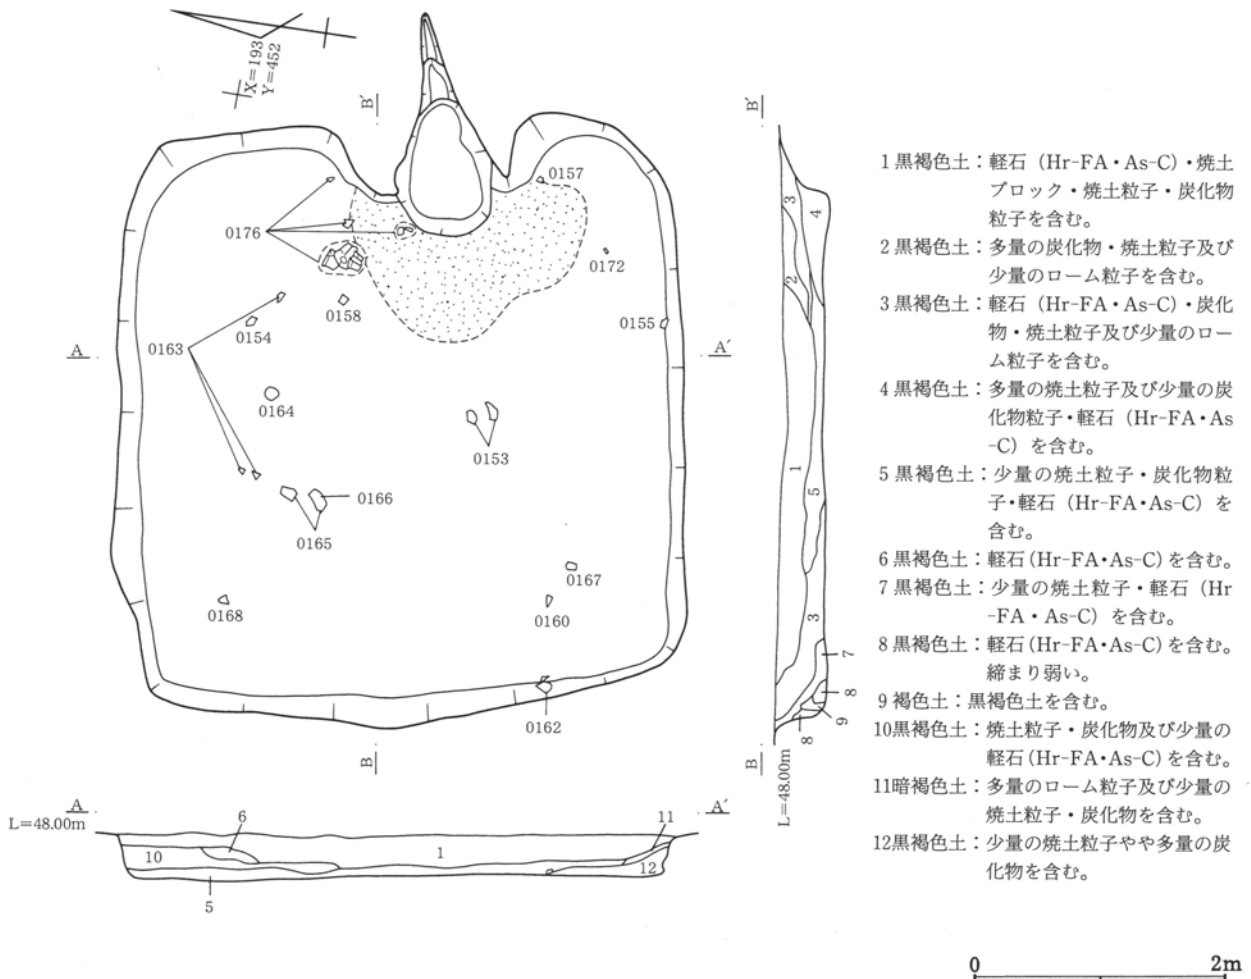 X=193
Y=452
B′
B′
0157
0176
0172
0158
0154
0155
0163
A
A′
0164
0153
0166
0165
0167
0168
0160
0162
B
B
L=48.00m
3
4
2
1
5
3
7
8
9
8
A
A′
L=48.00m
6
11
10
1
12
5
1黒褐色土：軽石（Hr-FA・As-C）・焼土
ブロック・焼土粒子・炭化物
粒子を含む。
2黒褐色土：多量の炭化物・焼土粒子及び
少量のローム粒子を含む。
3黒褐色土：軽石（Hr-FA・As-C）・炭化
物・焼土粒子及び少量のロー
ム粒子を含む。
4黒褐色土：多量の焼土粒子及び少量の炭
化物粒子・軽石（Hr-FA・As
-C）を含む。
5黒褐色土：少量の焼土粒子・炭化物粒
子・軽石（Hr-FA・As-C）を
含む。
6黒褐色土：軽石（Hr-FA・As-C）を含む。
7黒褐色土：少量の焼土粒子・軽石（Hr
-FA・As-C）を含む。
8黒褐色土：軽石（Hr-FA・As-C）を含む。
締まり弱い。
9褐色土：黒褐色土を含む。
10黒褐色土：焼土粒子・炭化物及び少量の
軽石（Hr-FA・As-C）を含む。
11暗褐色土：多量のローム粒子及び少量の
焼土粒子・炭化物を含む。
12黒褐色土：少量の焼土粒子やや多量の炭
化物を含む。
0 2m